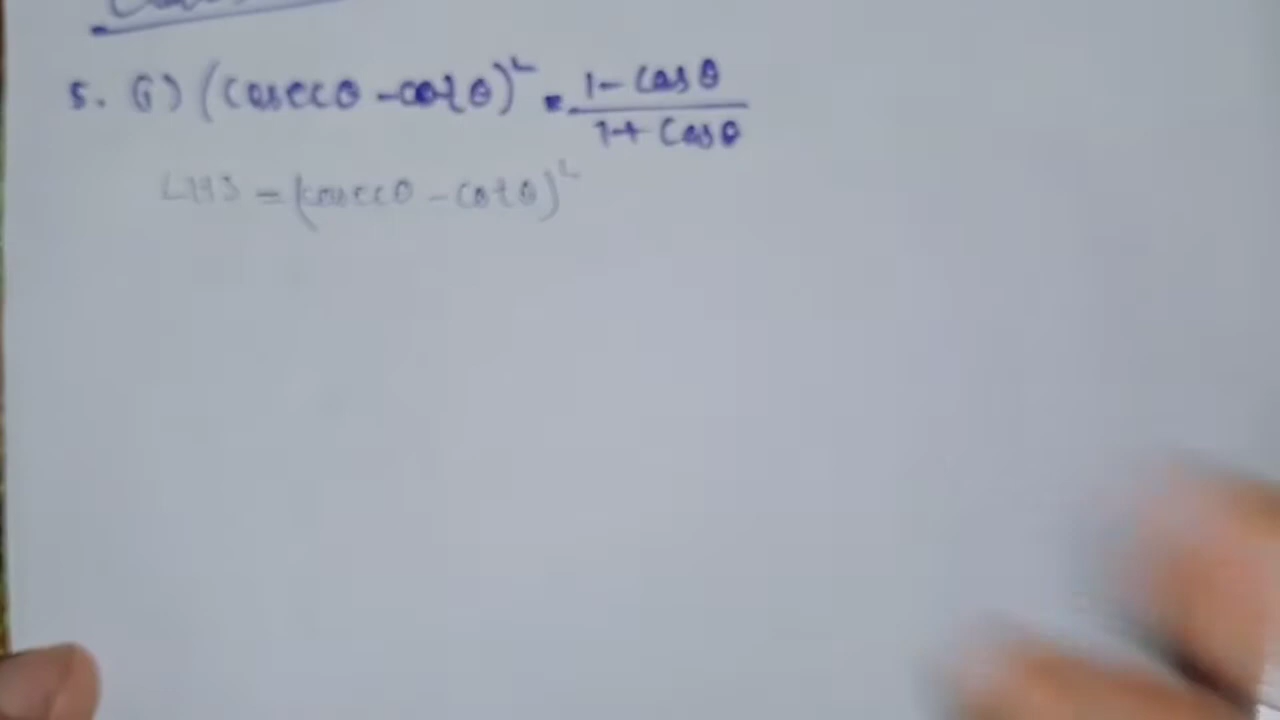 5. (i) (cosecθ - cotθ)² = 1 - cosθ / 1 + cosθ
LHS = (cosecθ - cotθ)²